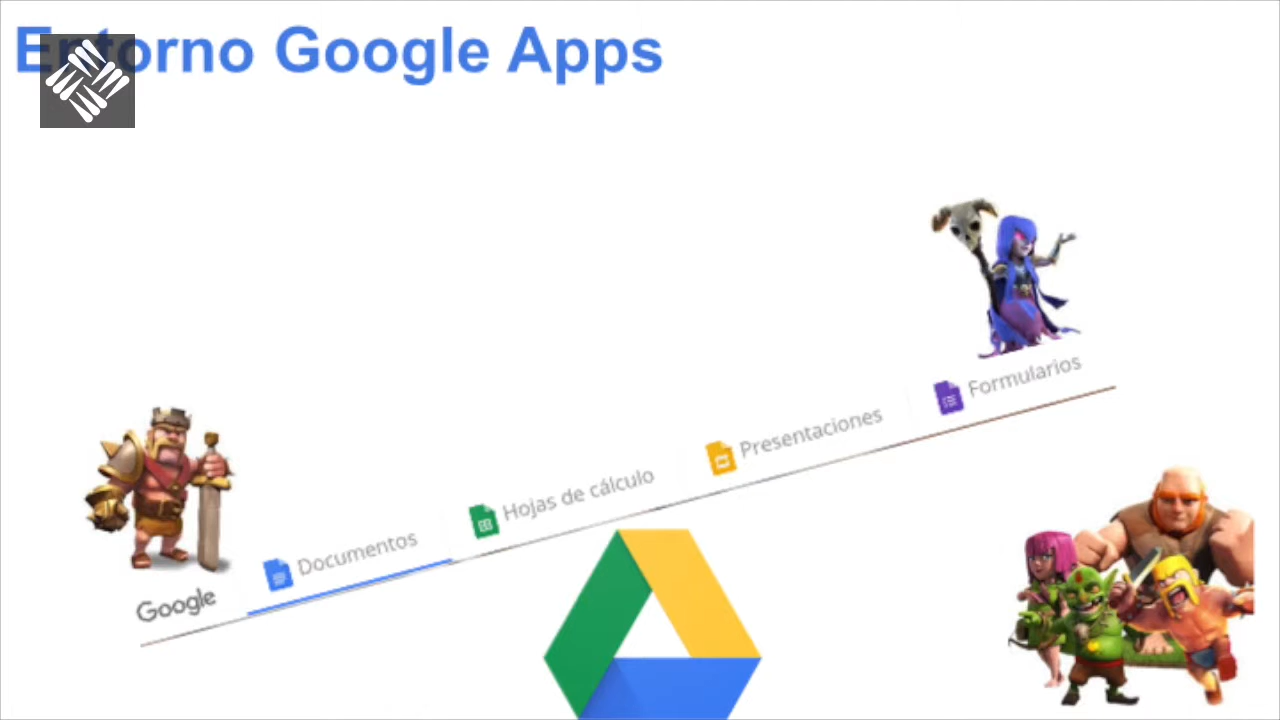 Entorno Google Apps
Formularios
Presentaciones
Hojas de cálculo
Documentos
Google